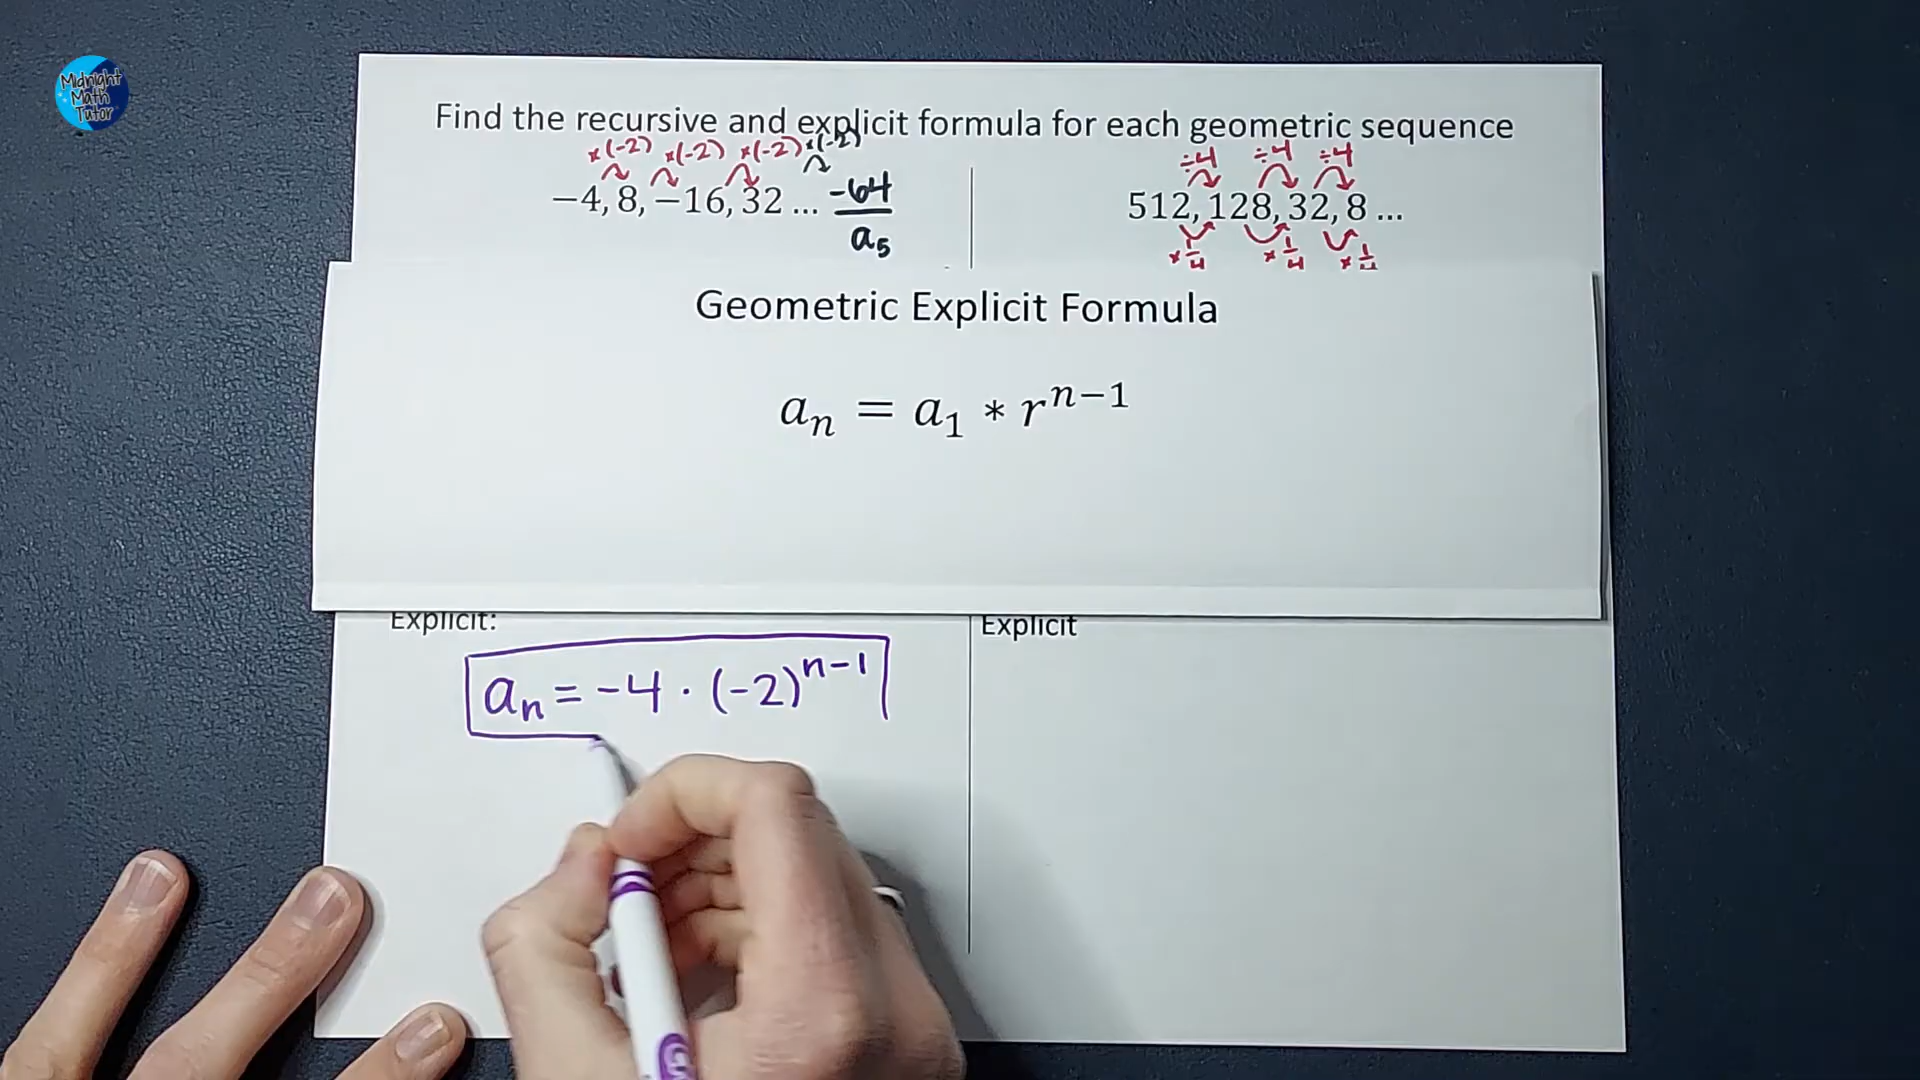 Midnight
Math
Tutor
Find the recursive and explicit formula for each geometric sequence
×(-2) ×(-2) ×(-2) ×(-2)
−4, 8, −16, 32 ... -64
a₅
÷4 ÷4 ÷4
512, 128, 32, 8 ...
×1/4 ×1/4 ×1/4
Geometric Explicit Formula
aₙ = a₁ * rⁿ⁻¹
Explicit:
aₙ = -4 · (-2)ⁿ⁻¹
Explicit